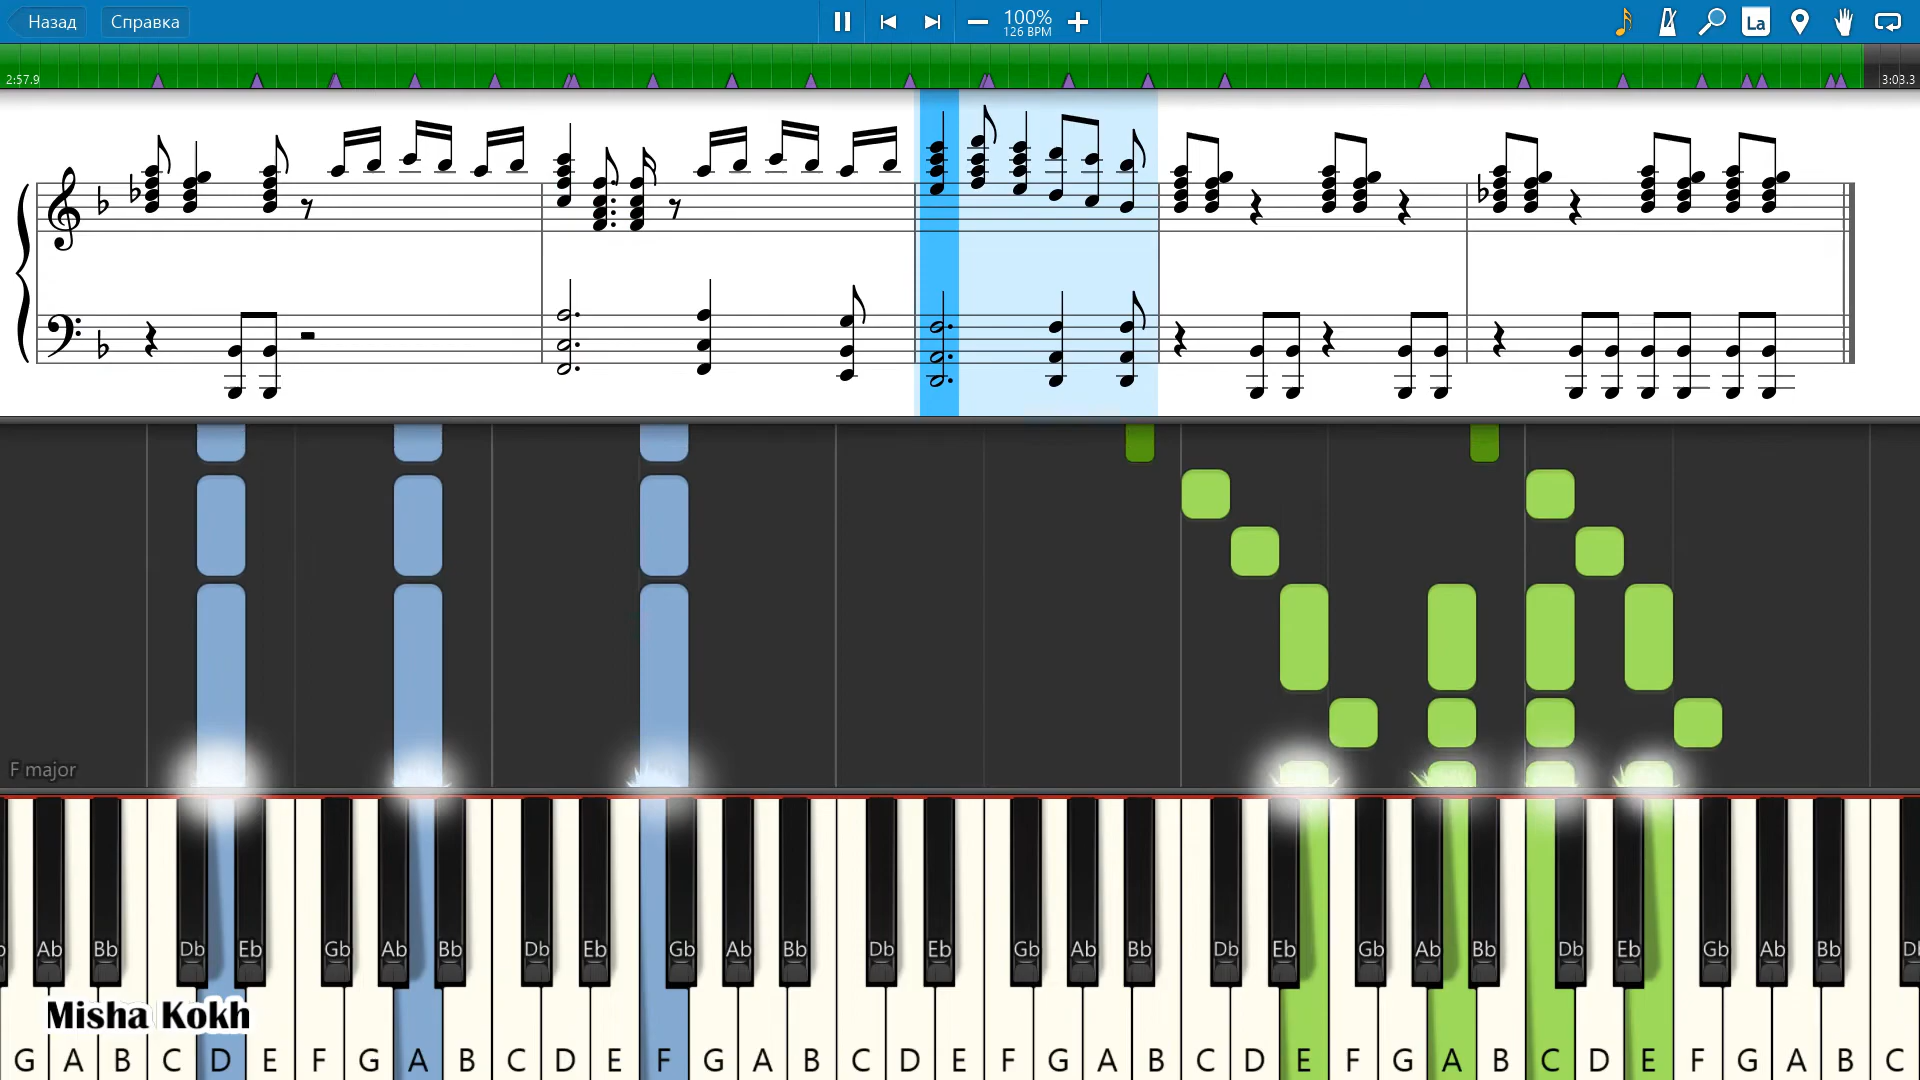 Назад Справка 100% La
126 BPM
2:57.9 3:03.3
F major
Ab Bb Db Eb Gb Ab Bb Db Eb Gb Ab Bb Db Eb Gb Ab Bb Db Eb Gb Ab Bb Db Eb Gb Ab Bb
Misha Kokh
G A B C D E F G A B C D E F G A B C D E F G A B C D E F G A B C D E F G A B C